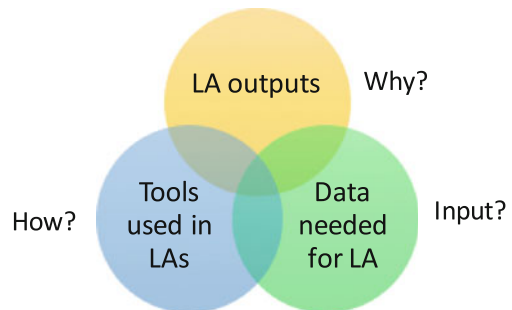 LA outputs
Why?
How?
Tools
used in
LAs
Data
needed
for LA
Input?